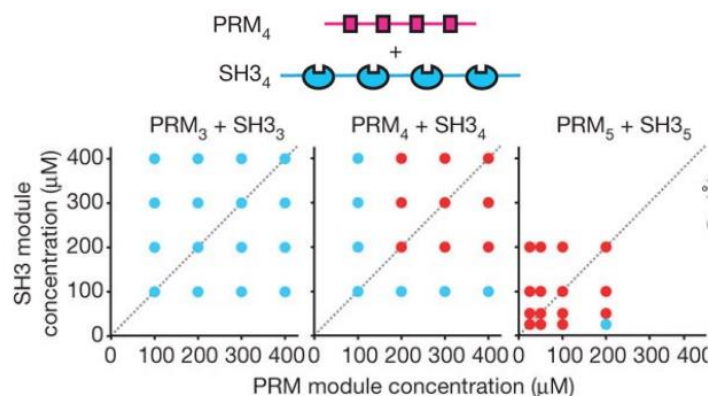 PRM₄
+
SH3₄
PRM₃ + SH3₃
PRM₄ + SH3₄
PRM₅ + SH3₅
SH3 module
concentration (μM)
400
300
200
100
0
0 100 200 300 400
0 100 200 300 400
0 100 200 300 400
PRM module concentration (μM)